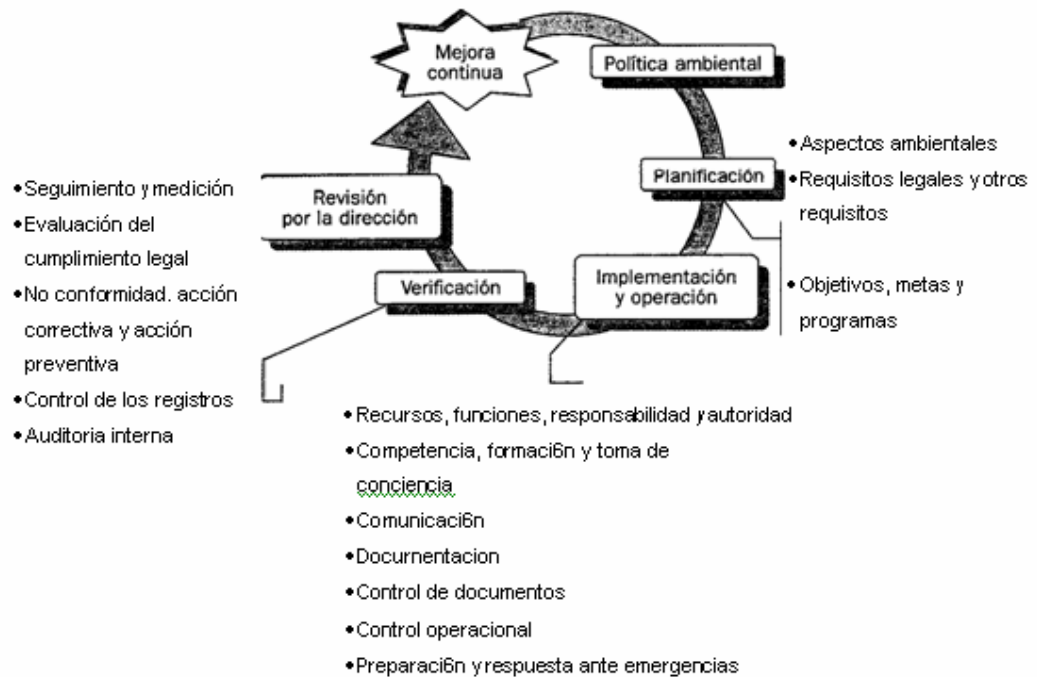 Mejora
continua
Política ambiental
Planificación
•Aspectos ambientales
•Requisitos legales y otros
requisitos
•Objetivos, metas y
programas
Implementación
y operación
•Recursos, funciones, responsabilidad y autoridad
•Competencia, formaci6n y toma de
conciencia
•Comunicaci6n
•Docurnentacion
•Control de documentos
•Control operacional
•Preparaci6n y respuesta ante emergencias
Verificación
•Seguimiento y medición
•Evaluación del
cumplimiento legal
•No conformidad. acción
correctiva y acción
preventiva
•Control de los registros
•Auditoria interna
Revisión
por la dirección